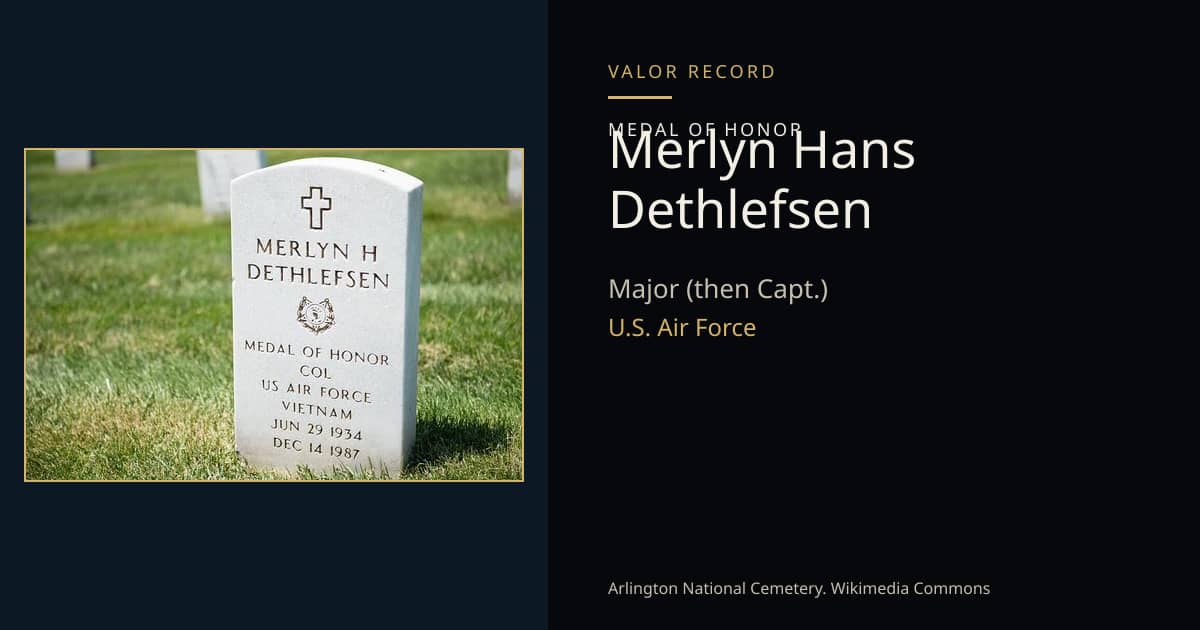 MERLYN H
DETHLEFSEN
MEDAL OF HONOR
COL
US AIR FORCE
VIETNAM
JUN 29 1934
DEC 14 1987
VALOR RECORD
MEDAL OF HONOR
Merlyn Hans
Dethlefsen
Major (then Capt.)
U.S. Air Force
Arlington National Cemetery. Wikimedia Commons